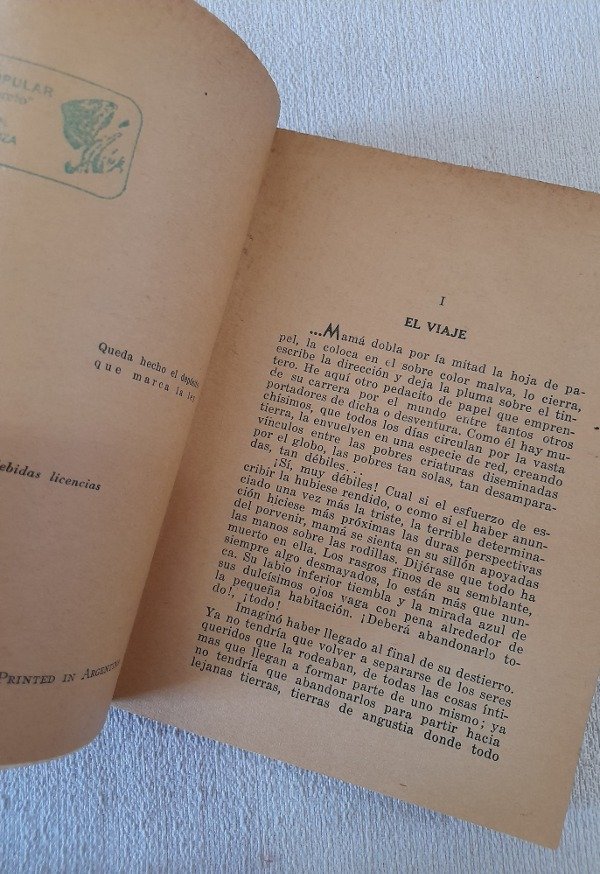 OPULAR
Queda hecho el depósito
que marca la ley
ebidas licencias
PRINTED IN ARGENTINA
I
EL VIAJE
...Mamá dobla por la mitad la hoja de pa-
pel, la coloca en el sobre color malva, lo cierra,
escribe la dirección y deja la pluma sobre el tin-
tero. He aquí otro pedacito de papel que empren-
de su carrera por el mundo entre tantos otros
portadores de dicha o desventura. Como él hay mu-
chísimos, que todos los días circulan por la vasta
tierra, la envuelven en una especie de red, creando
vínculos entre las pobres criaturas diseminadas
por el globo, las pobres tan solas, tan desampara-
das, tan débiles...
¡Sí, muy débiles! Cual si el esfuerzo de es-
cribir la hubiese rendido, o como si el haber anun-
ciado una vez más la triste, la terrible determina-
ción hiciese más próximas las duras perspectivas
del porvenir, mamá se sienta en su sillón apoyadas
las manos sobre las rodillas. Dijérase que todo ha
muerto en ella. Los rasgos finos de su semblante,
siempre algo desmayados, lo están más que nun-
ca. Su labio inferior tiembla y la mirada azul de
sus dulcísimos ojos vaga con pena alrededor de
la pequeña habitación. ¡Deberá abandonarlo to-
do!, ¡todo!
Imaginó haber llegado al final de su destierro.
Ya no tendría que volver a separarse de los seres
queridos que la rodeaban, de todas las cosas ínti-
mas que llegan a formar parte de uno mismo; ya
no tendría que abandonarlos para partir hacia
lejanas tierras, tierras de angustia donde todo